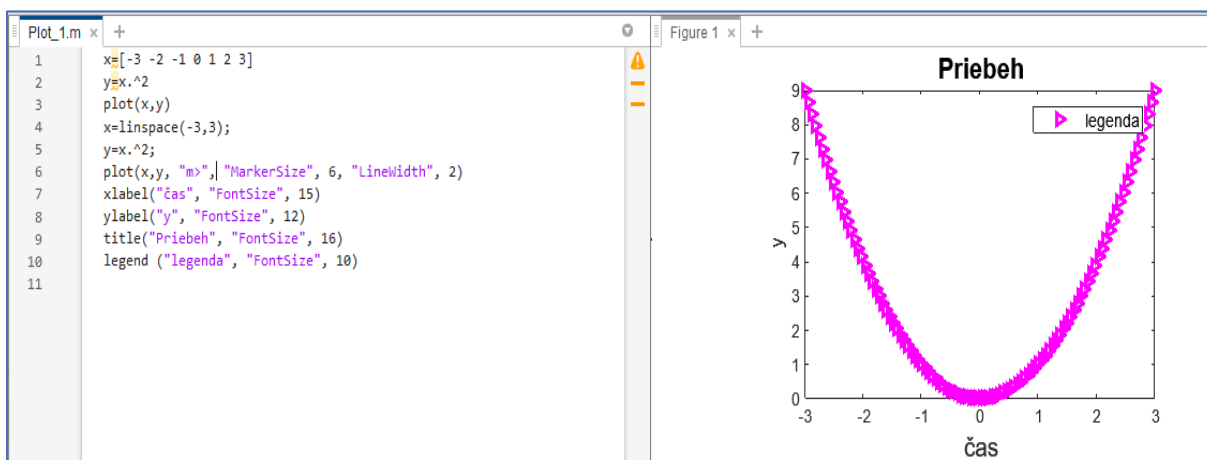 Plot_1.m × +
1 x=[-3 -2 -1 0 1 2 3]
2 y=x.^2
3 plot(x,y)
4 x=linspace(-3,3);
5 y=x.^2;
6 plot(x,y, "m>", "MarkerSize", 6, "LineWidth", 2)
7 xlabel("čas", "FontSize", 15)
8 ylabel("y", "FontSize", 12)
9 title("Priebeh", "FontSize", 16)
10 legend ("legenda", "FontSize", 10)
11
Figure 1 × +
Priebeh
legenda
9
8
7
6
5
4
3
2
1
0
y
-3 -2 -1 0 1 2 3
čas